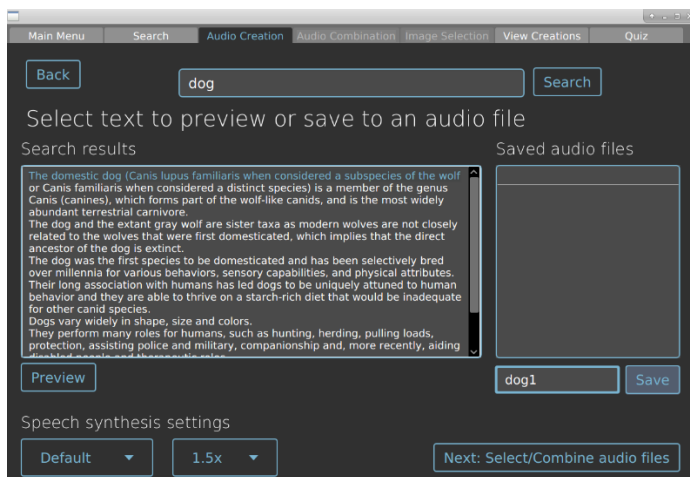 Main Menu
Search
Audio Creation
Audio Combination
Image Selection
View Creations
Quiz
Back
dog
Search
Select text to preview or save to an audio file
Search results
Saved audio files
The domestic dog (Canis lupus familiaris when considered a subspecies of the wolf
or Canis familiaris when considered a distinct species) is a member of the genus
Canis (canines), which forms part of the wolf-like canids, and is the most widely
abundant terrestrial carnivore.
The dog and the extant gray wolf are sister taxa as modern wolves are not closely
related to the wolves that were first domesticated, which implies that the direct
ancestor of the dog is extinct.
The dog was the first species to be domesticated and has been selectively bred
over millennia for various behaviors, sensory capabilities, and physical attributes.
Their long association with humans has led dogs to be uniquely attuned to human
behavior and they are able to thrive on a starch-rich diet that would be inadequate
for other canid species.
Dogs vary widely in shape, size and colors.
They perform many roles for humans, such as hunting, herding, pulling loads,
protection, assisting police and military, companionship and, more recently, aiding
disabled people and therapeutic roles.
Preview
dog1
Save
Speech synthesis settings
Default
1.5x
Next: Select/Combine audio files